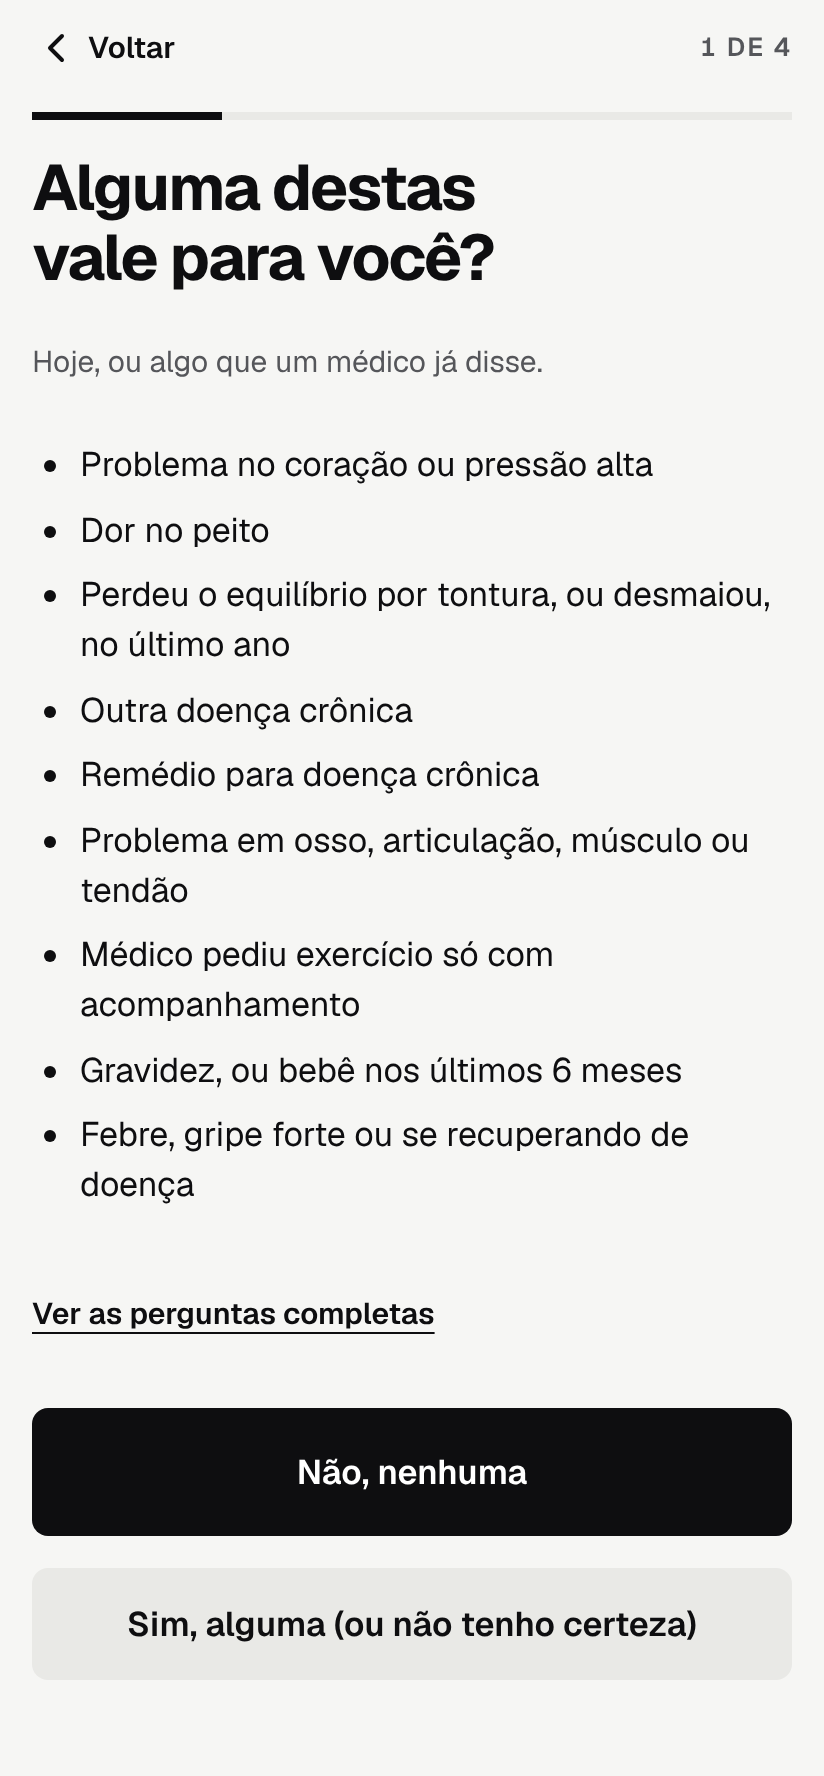 Voltar
1 DE 4
Alguma destas
vale para você?
Hoje, ou algo que um médico já disse.
• Problema no coração ou pressão alta
• Dor no peito
• Perdeu o equilíbrio por tontura, ou desmaiou,
no último ano
• Outra doença crônica
• Remédio para doença crônica
• Problema em osso, articulação, músculo ou
tendão
• Médico pediu exercício só com
acompanhamento
• Gravidez, ou bebê nos últimos 6 meses
• Febre, gripe forte ou se recuperando de
doença
Ver as perguntas completas
Não, nenhuma
Sim, alguma (ou não tenho certeza)